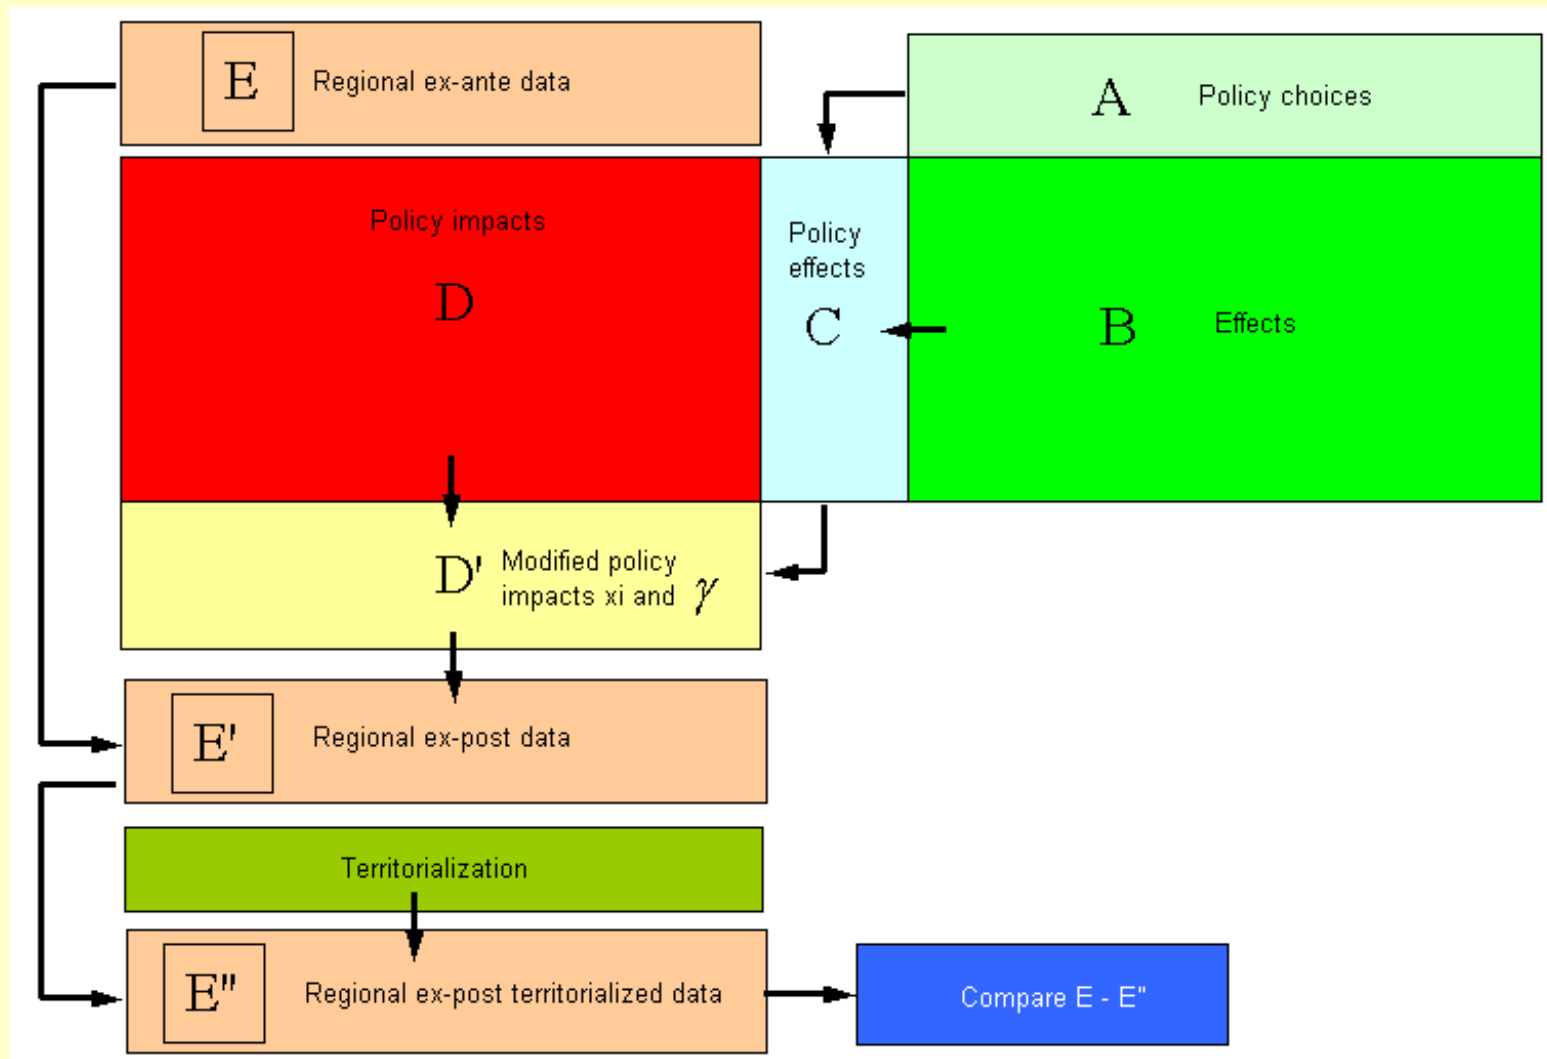 E Regional ex-ante data
A Policy choices
Policy impacts
D
Policy
effects
C
B Effects
D' Modified policy
impacts xi and γ
E' Regional ex-post data
Territorialization
E" Regional ex-post territorialized data
Compare E - E"